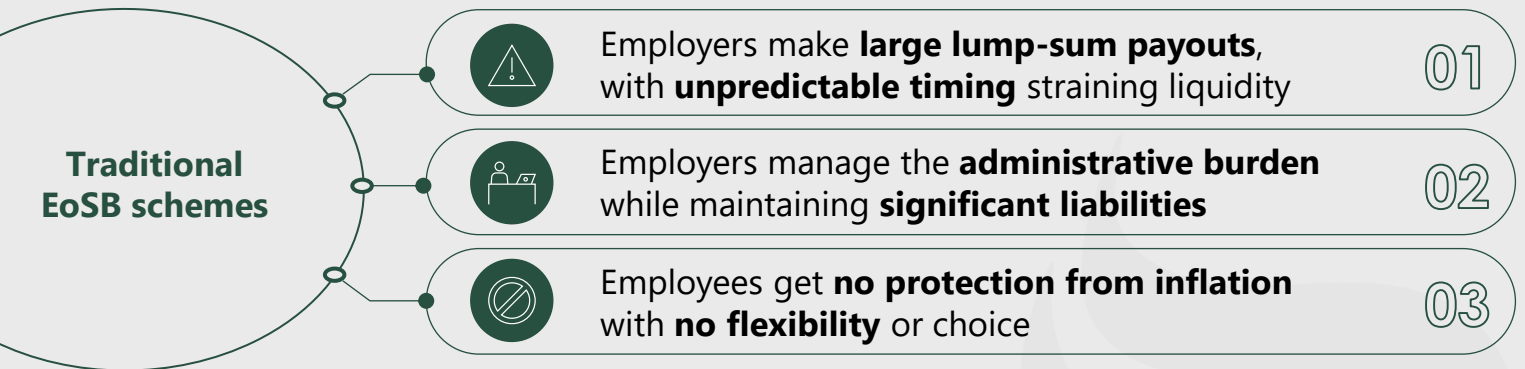 Traditional
EoSB schemes
Employers make large lump-sum payouts,
with unpredictable timing straining liquidity
01
Employers manage the administrative burden
while maintaining significant liabilities
02
Employees get no protection from inflation
with no flexibility or choice
03